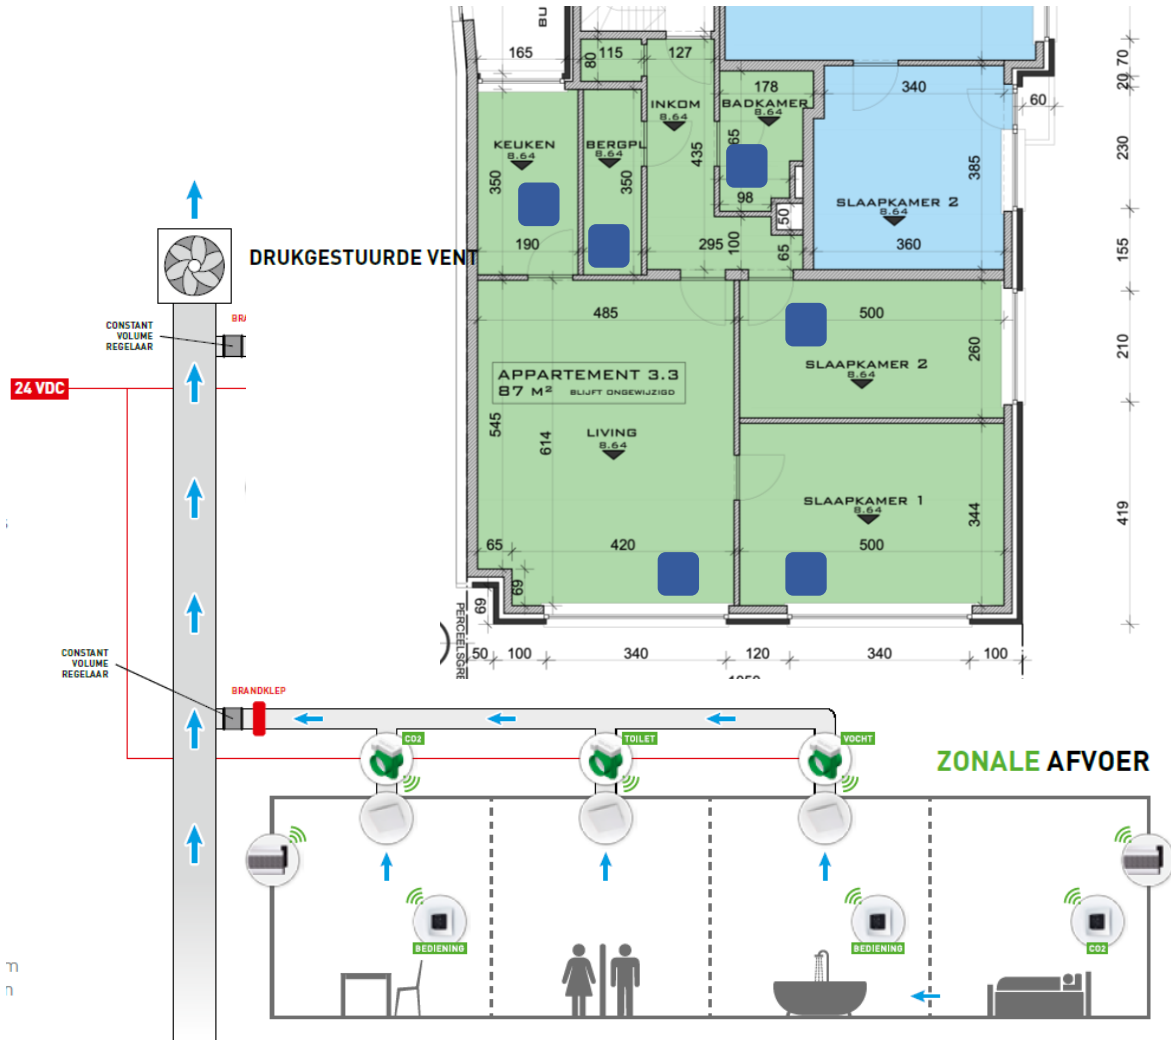 BU
165
80
115
127
178
340
60
70
20
INKOM
8.64
BADKAMER
8.64
KEUKEN
8.64
BERGPL
8.64
65
435
350
350
385
230
98
SLAAPKAMER 2
8.64
50
190
295
100
65
360
155
DRUKGESTUURDE VENT
BRA
CONSTANT
VOLUME
REGELAAR
24 VDC
485
500
260
210
SLAAPKAMER 2
8.64
APPARTEMENT 3.3
87 M² BLIJFT ONGEWIJZIGD
545
614
LIVING
8.64
SLAAPKAMER 1
8.64
344
419
65
420
500
69
69
PERCEELSGRE
50
100
340
120
340
100
CONSTANT
VOLUME
REGELAAR
BRANDKLEP
CO2
TOILET
VOCHT
ZONALE AFVOER
BEDIENING
BEDIENING
CO2
m
n